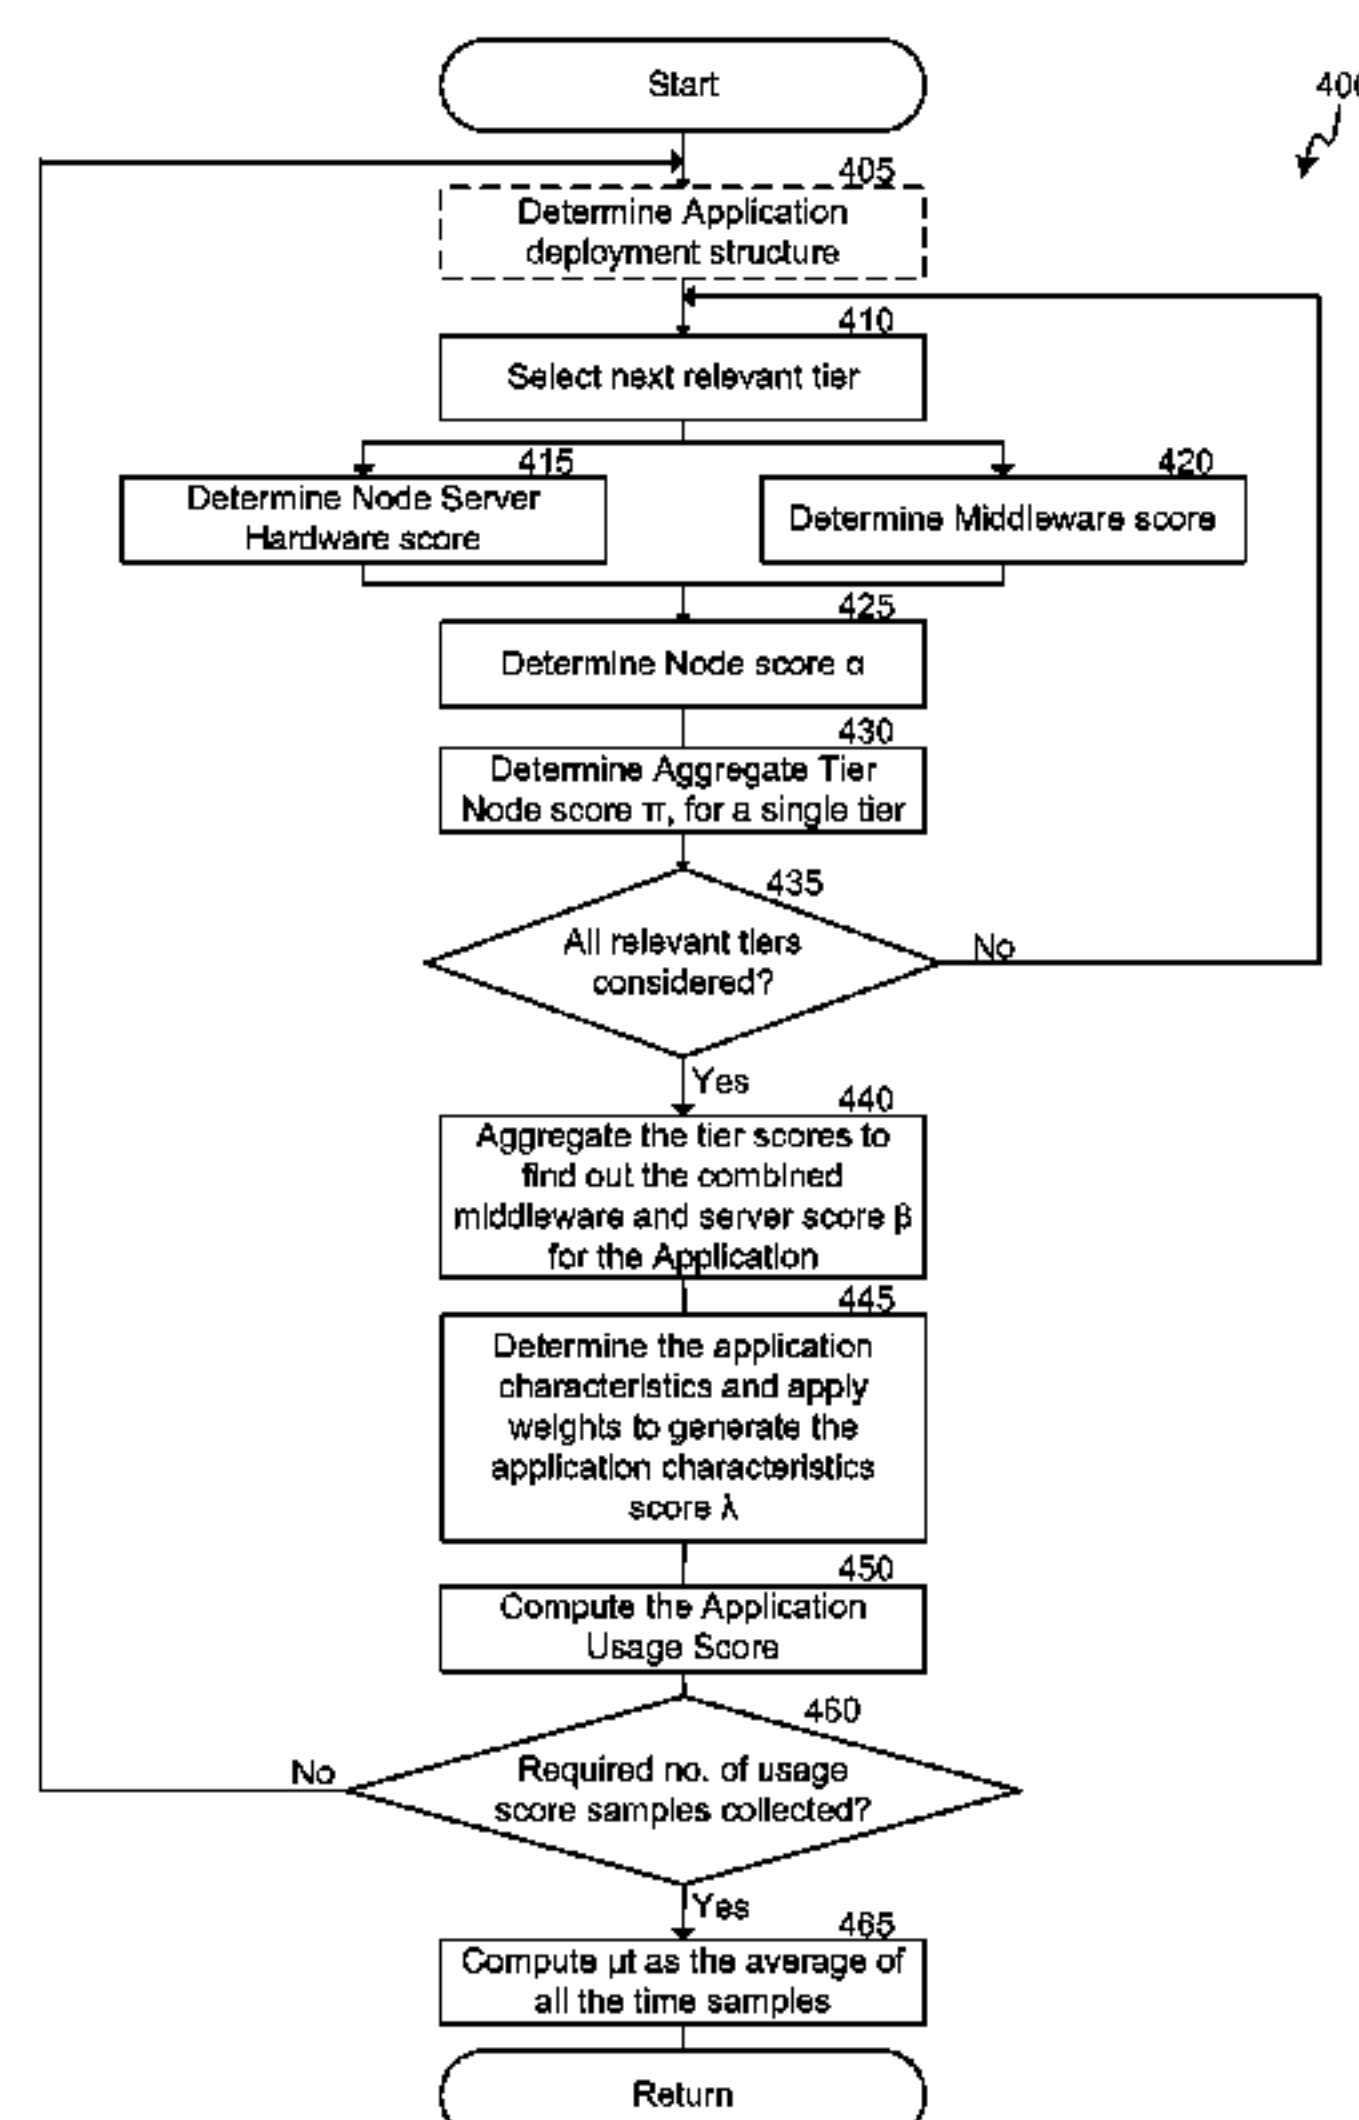 Start
400
405
Determine Application
deployment structure
410
Select next relevant tier
415
Determine Node Server
Hardware score
420
Determine Middleware score
425
Determine Node score α
430
Determine Aggregate Tier
Node score π, for a single tier
435
All relevant tiers
considered?
No
Yes
440
Aggregate the tier scores to
find out the combined
middleware and server score β
for the Application
445
Determine the application
characteristics and apply
weights to generate the
application characteristics
score λ
450
Compute the Application
Usage Score
460
Required no. of usage
score samples collected?
No
Yes
465
Compute µt as the average of
all the time samples
Return